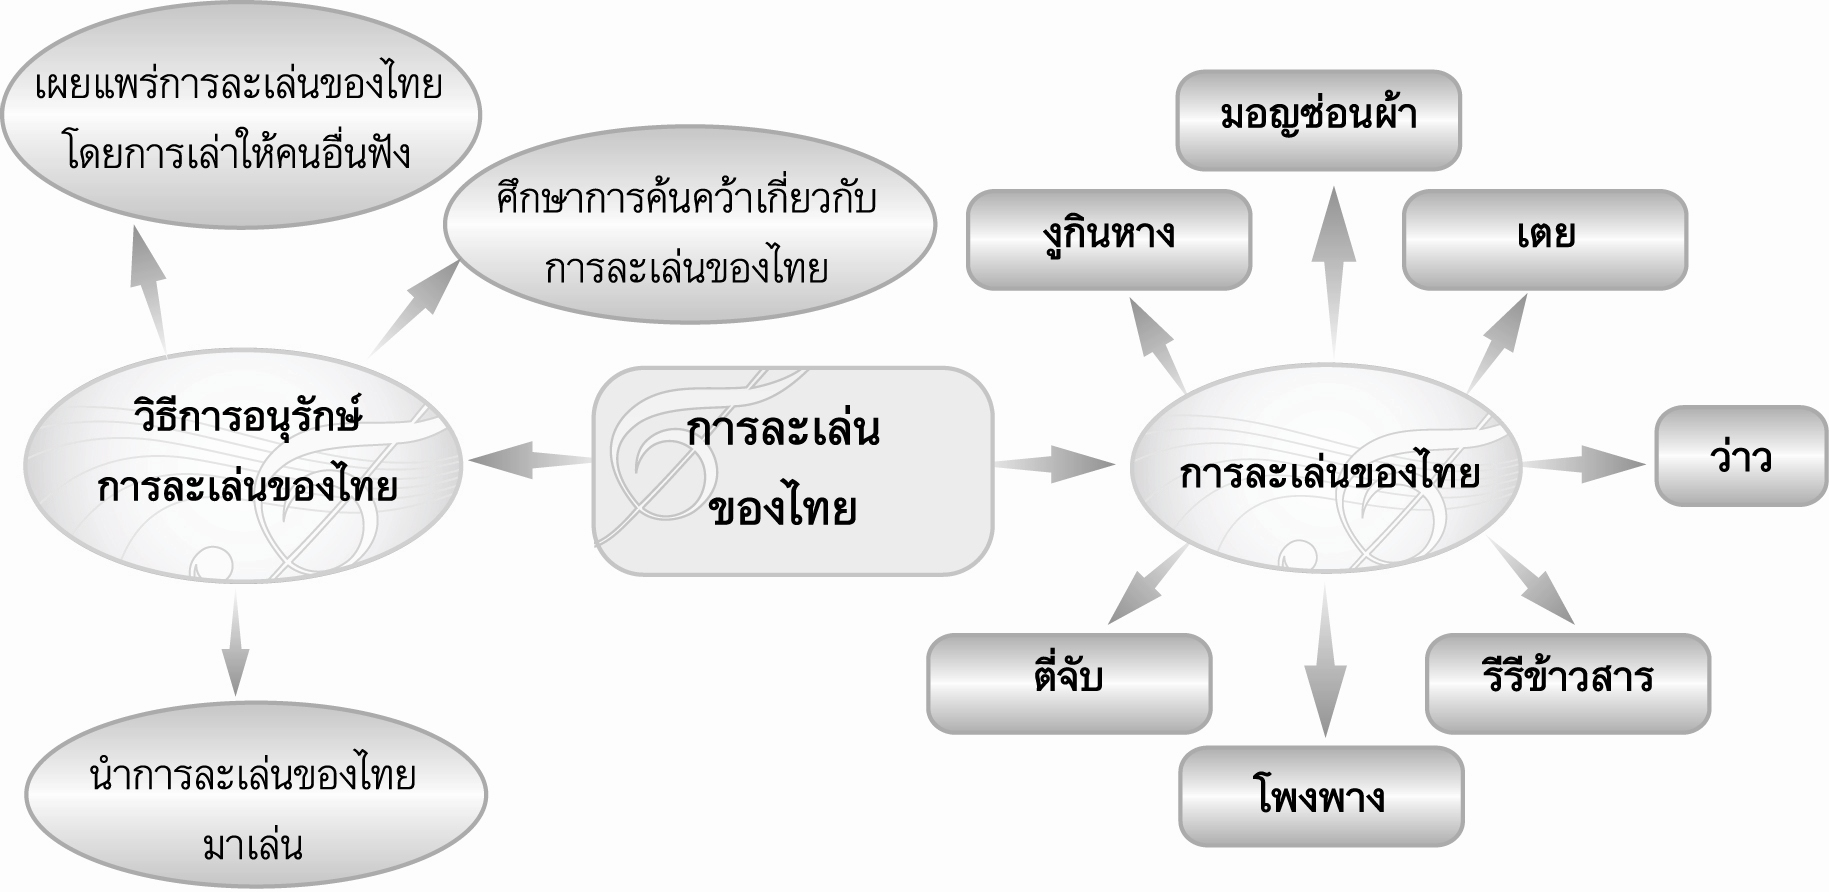 เผยแพร่การละเล่นของไทย
โดยการเล่าให้คนอื่นฟัง
ศึกษาการค้นคว้าเกี่ยวกับ
การละเล่นของไทย
วิธีการอนุรักษ์
การละเล่นของไทย
นำการละเล่นของไทย
มาเล่น
การละเล่น
ของไทย
มอญซ่อนผ้า
งูกินหาง
เตย
การละเล่นของไทย
ว่าว
ตี่จับ
รีรีข้าวสาร
โพงพาง